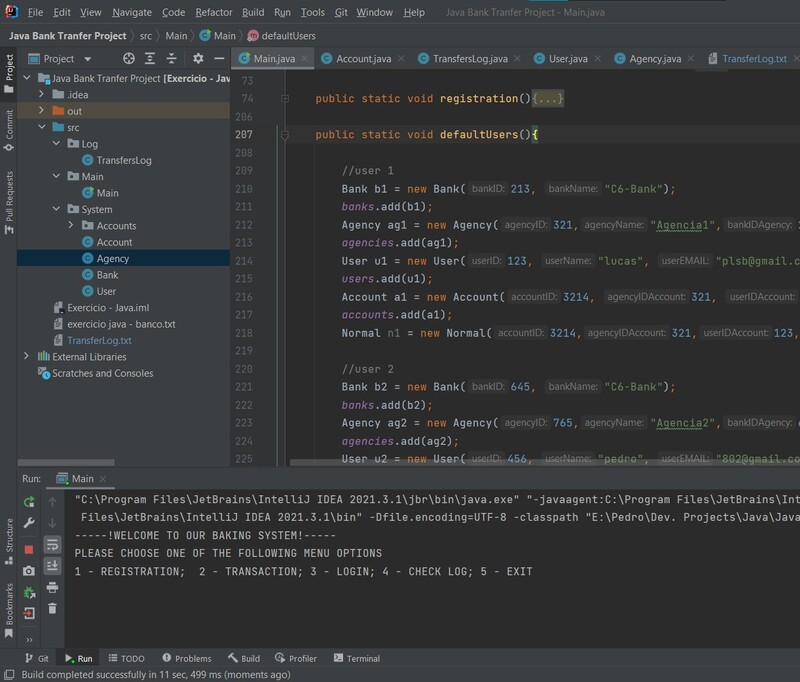 File Edit View Navigate Code Refactor Build Run Tools Git Window Help Java Bank Tranfer Project - Main.java
Java Bank Tranfer Project src Main Main defaultUsers
Project
Main.java Account.java TransfersLog.java User.java Agency.java TransferLog.txt
Project
Commit
Pull Requests
Java Bank Tranfer Project [Exercicio - Jav
.idea
out
src
Log
TransfersLog
Main
Main
System
Accounts
Account
Agency
Bank
User
Exercicio - Java.iml
exercicio java - banco.txt
TransferLog.txt
External Libraries
Scratches and Consoles
73
74 public static void registration(){...}
206
207 public static void defaultUsers(){
208
209 //user 1
210 Bank b1 = new Bank( bankID: 213, bankName: "C6-Bank");
211 banks.add(b1);
212 Agency ag1 = new Agency( agencyID: 321, agencyName: "Agencia1", bankIDAgency: 2
213 agencies.add(ag1);
214 User u1 = new User( userID: 123, userName: "lucas", userEMAIL: "plsb@gmail.c
215 users.add(u1);
216 Account a1 = new Account( accountID: 3214, agencyIDAccount: 321, userIDAccount:
217 accounts.add(a1);
218 Normal n1 = new Normal( accountID: 3214, agencyIDAccount: 321, userIDAccount: 123,
219
220 //user 2
221 Bank b2 = new Bank( bankID: 645, bankName: "C6-Bank");
222 banks.add(b2);
223 Agency ag2 = new Agency( agencyID: 765, agencyName: "Agencia2", bankIDAgency:
224 agencies.add(ag2);
225 User u2 = new User( userID: 456, userName: "pedro", userEMAIL: "802@gmail.co
Run: Main
"C:\Program Files\JetBrains\IntelliJ IDEA 2021.3.1\jbr\bin\java.exe" "-javaagent:C:\Program Files\JetBrains\Int
Files\JetBrains\IntelliJ IDEA 2021.3.1\bin" -Dfile.encoding=UTF-8 -classpath "E:\Pedro\Dev. Projects\Java\Java
-----!WELCOME TO OUR BAKING SYSTEM!-----
PLEASE CHOOSE ONE OF THE FOLLOWING MENU OPTIONS
1 - REGISTRATION; 2 - TRANSACTION; 3 - LOGIN; 4 - CHECK LOG; 5 - EXIT
Structure
Bookmarks
Git Run TODO Problems Build Profiler Terminal
Build completed successfully in 11 sec, 499 ms (moments ago)